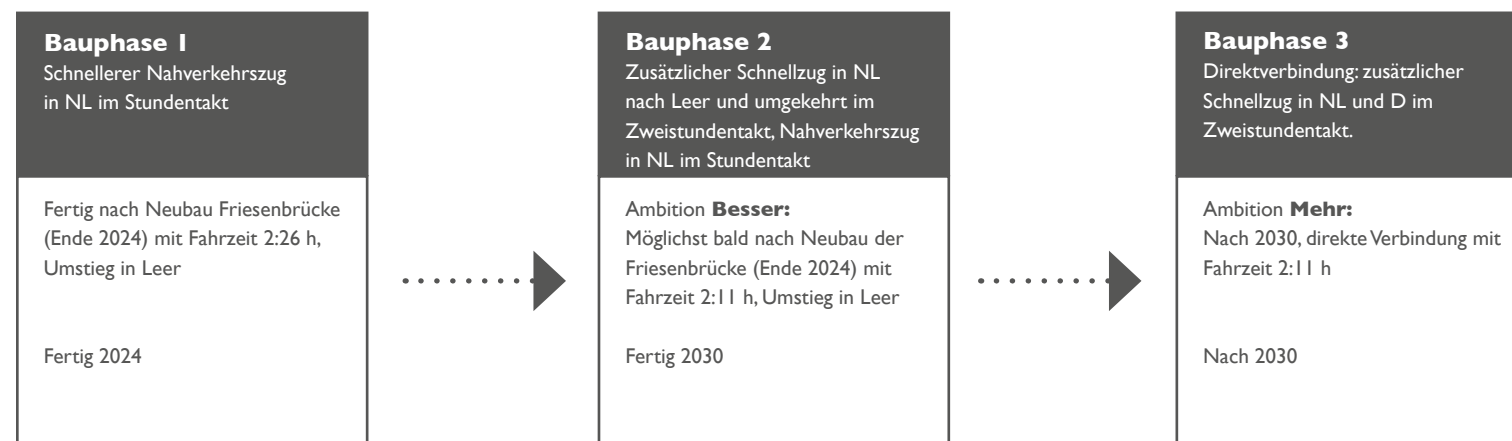 Bauphase 1
Schnellerer Nahverkehrszug
in NL im Stundentakt
Fertig nach Neubau Friesenbrücke
(Ende 2024) mit Fahrzeit 2:26 h,
Umstieg in Leer
Fertig 2024
Bauphase 2
Zusätzlicher Schnellzug in NL
nach Leer und umgekehrt im
Zweistundentakt, Nahverkehrszug
in NL im Stundentakt
Ambition Besser:
Möglichst bald nach Neubau der
Friesenbrücke (Ende 2024) mit
Fahrzeit 2:11 h, Umstieg in Leer
Fertig 2030
Bauphase 3
Direktverbindung: zusätzlicher
Schnellzug in NL und D im
Zweistundentakt.
Ambition Mehr:
Nach 2030, direkte Verbindung mit
Fahrzeit 2:11 h
Nach 2030